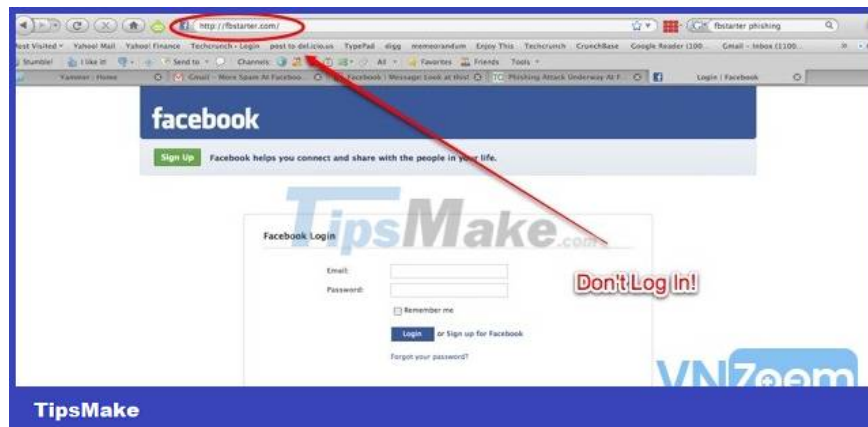 http://fbstarter.com/
fbstarter phishing
Most Visited Yahoo! Mail Yahoo! Finance Techcrunch - Login post to del.icio.us TypePad digg memeorandum Enjoy This Techcrunch CrunchBase Google Reader (100... Gmail - Inbox (1100...
Stumble! I like it! Send to Channels: All Favorites Friends Tools
Yammer : Home Gmail - More Spam At Faceboo... Facebook | Message: Look at this! Phishing Attack Underway At F... Login | Facebook
facebook
Sign Up Facebook helps you connect and share with the people in your life.
TipsMake.com
Facebook Login
Email:
Password:
Don't Log In!
Remember me
Login or Sign up for Facebook
Forgot your password?
VNZoom
TipsMake